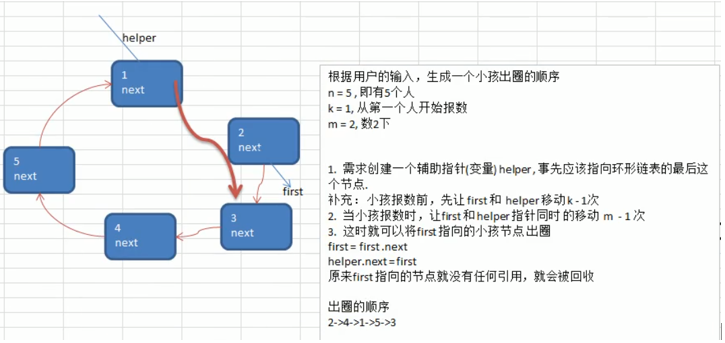 helper
1
next
2
next
first
5
next
3
next
4
next
根据用户的输入，生成一个小孩出圈的顺序
n = 5 , 即有5个人
k = 1, 从第一个人开始报数
m = 2, 数2下
1. 需求创建一个辅助指针(变量) helper , 事先应该指向环形链表的最后这
个节点.
补充：小孩报数前，先让 first 和 helper 移动 k - 1次
2. 当小孩报数时，让first 和 helper 指针同时 的移动 m - 1 次
3. 这时就可以将first 指向的小孩节点 出圈
first = first .next
helper.next = first
原来first 指向的节点就没有任何引用，就会被回收
出圈的顺序
2->4->1->5->3